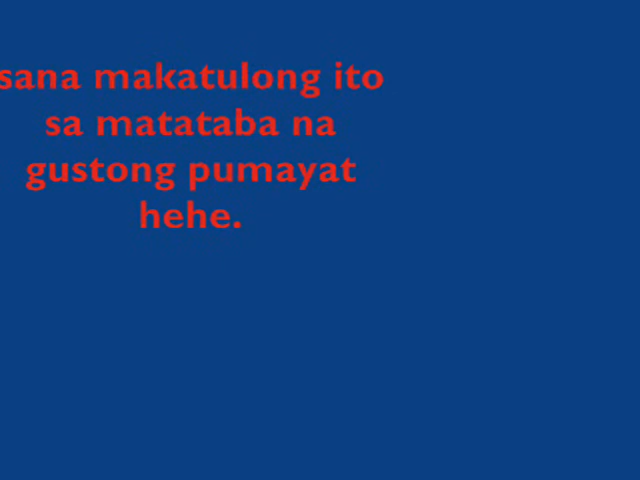 sana makatulong ito
sa matataba na
gustong pumayat
hehe.